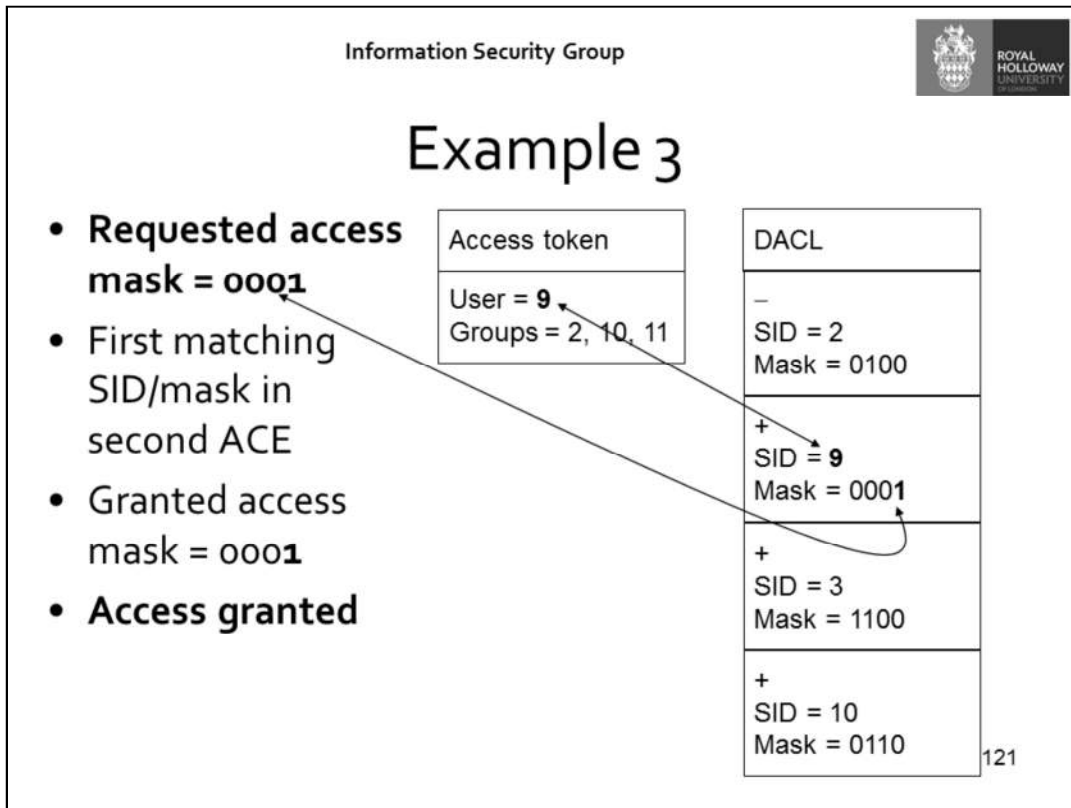 Information Security Group
ROYAL
HOLLOWAY
UNIVERSITY
OF LONDON
Example 3
• Requested access
mask = 0001
• First matching
SID/mask in
second ACE
• Granted access
mask = 0001
• Access granted
Access token
User = 9
Groups = 2, 10, 11
DACL
–
SID = 2
Mask = 0100
+
SID = 9
Mask = 0001
+
SID = 3
Mask = 1100
+
SID = 10
Mask = 0110
121